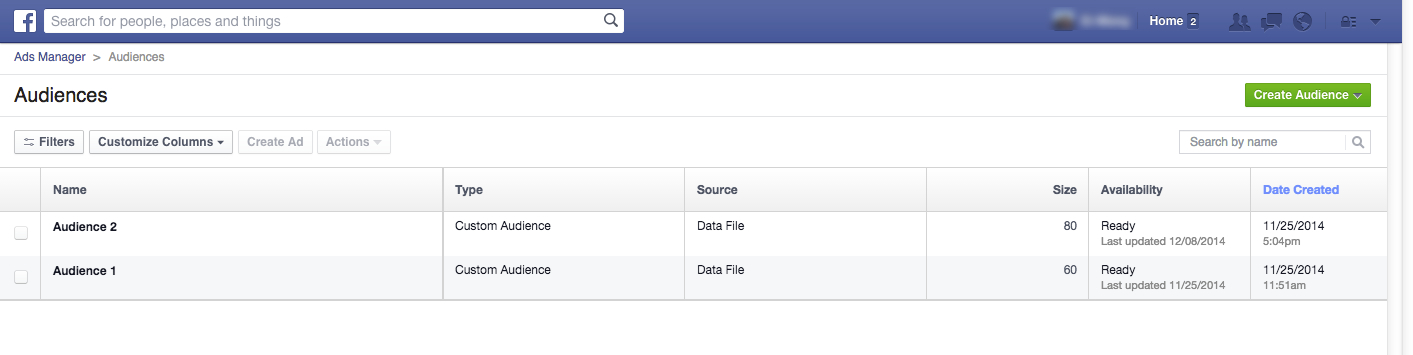 f Search for people, places and things Home 2
Ads Manager > Audiences
Audiences Create Audience
Filters Customize Columns Create Ad Actions Search by name
Name Type Source Size Availability Date Created
Audience 2 Custom Audience Data File 80 Ready 11/25/2014
Last updated 12/08/2014 5:04pm
Audience 1 Custom Audience Data File 60 Ready 11/25/2014
Last updated 11/25/2014 11:51am